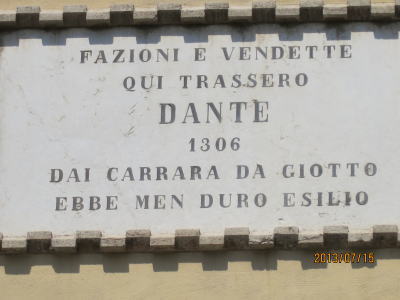 FAZIONI E VENDETTE
QUI TRASSERO
DANTE
1306
DAI CARRARA DA GIOTTO
EBBE MEN DURO ESILIO
2013/07/15